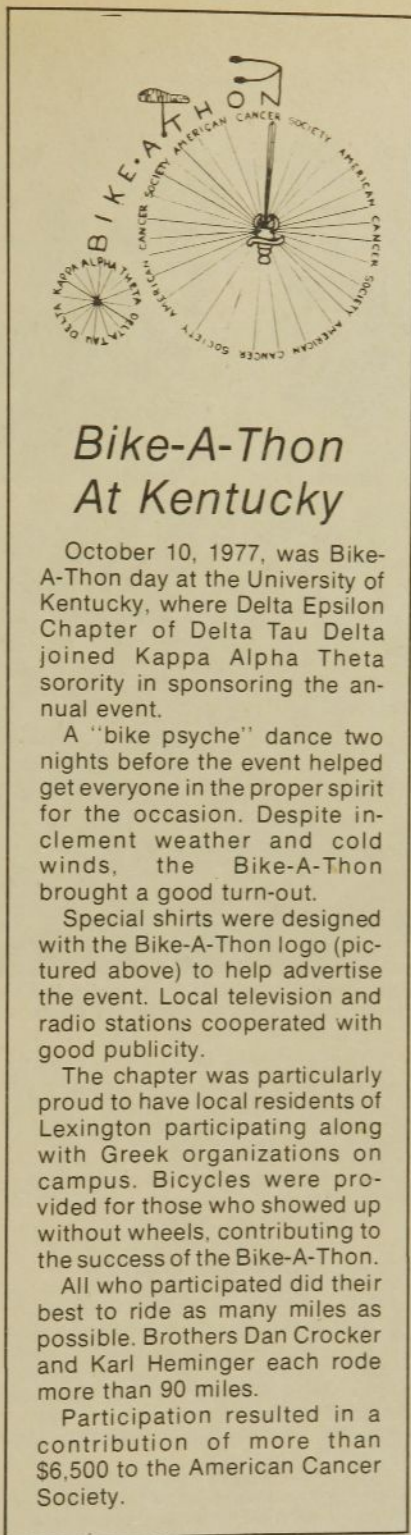 BIKE•A•THON
AMERICAN CANCER SOCIETY AMERICAN CANCER SOCIETY AMERICAN CANCER SOCIETY AMERICAN CANCER SOCIETY
KAPPA ALPHA THETA
DELTA TAU DELTA
Bike-A-Thon
At Kentucky
October 10, 1977, was Bike-
A-Thon day at the University of
Kentucky, where Delta Epsilon
Chapter of Delta Tau Delta
joined Kappa Alpha Theta
sorority in sponsoring the an-
nual event.
A "bike psyche" dance two
nights before the event helped
get everyone in the proper spirit
for the occasion. Despite in-
clement weather and cold
winds, the Bike-A-Thon
brought a good turn-out.
Special shirts were designed
with the Bike-A-Thon logo (pic-
tured above) to help advertise
the event. Local television and
radio stations cooperated with
good publicity.
The chapter was particularly
proud to have local residents of
Lexington participating along
with Greek organizations on
campus. Bicycles were pro-
vided for those who showed up
without wheels, contributing to
the success of the Bike-A-Thon.
All who participated did their
best to ride as many miles as
possible. Brothers Dan Crocker
and Karl Heminger each rode
more than 90 miles.
Participation resulted in a
contribution of more than
$6,500 to the American Cancer
Society.